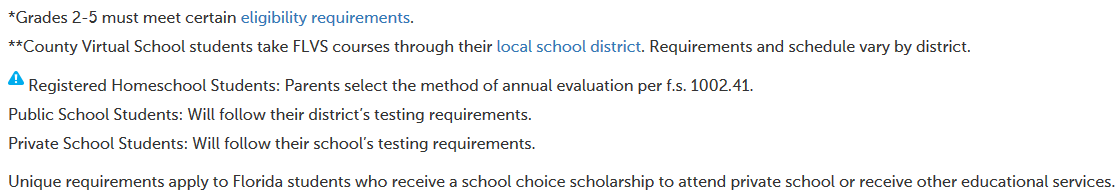 *Grades 2-5 must meet certain eligibility requirements.
**County Virtual School students take FLVS courses through their local school district. Requirements and schedule vary by district.
Registered Homeschool Students: Parents select the method of annual evaluation per f.s. 1002.41.
Public School Students: Will follow their district's testing requirements.
Private School Students: Will follow their school's testing requirements.
Unique requirements apply to Florida students who receive a school choice scholarship to attend private school or receive other educational services.